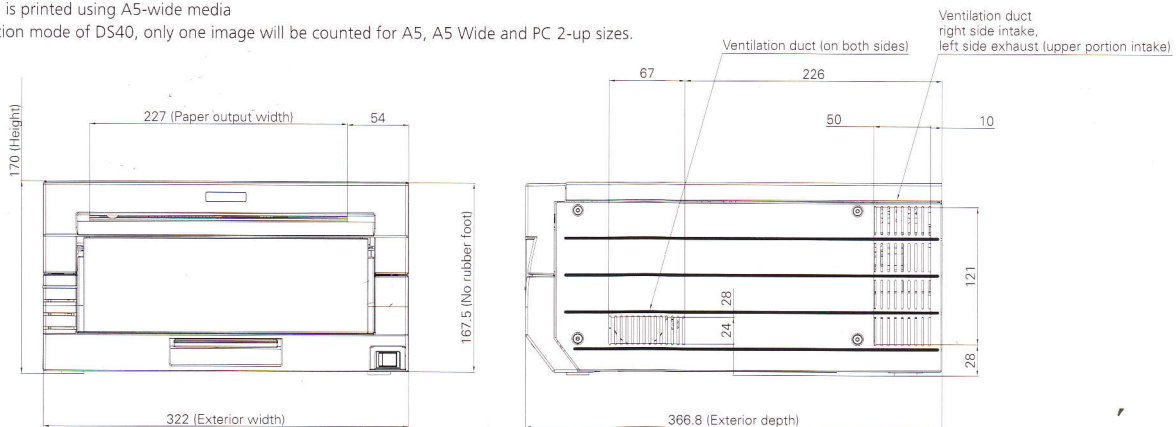 is printed using A5-wide media
tion mode of DS40, only one image will be counted for A5, A5 Wide and PC 2-up sizes.
Ventilation duct
right side intake,
left side exhaust (upper portion intake)
Ventilation duct (on both sides)
67
226
227 (Paper output width)
54
50
10
170 (Height)
167.5 (No rubber foot)
121
28
24
28
322 (Exterior width)
366.8 (Exterior depth)